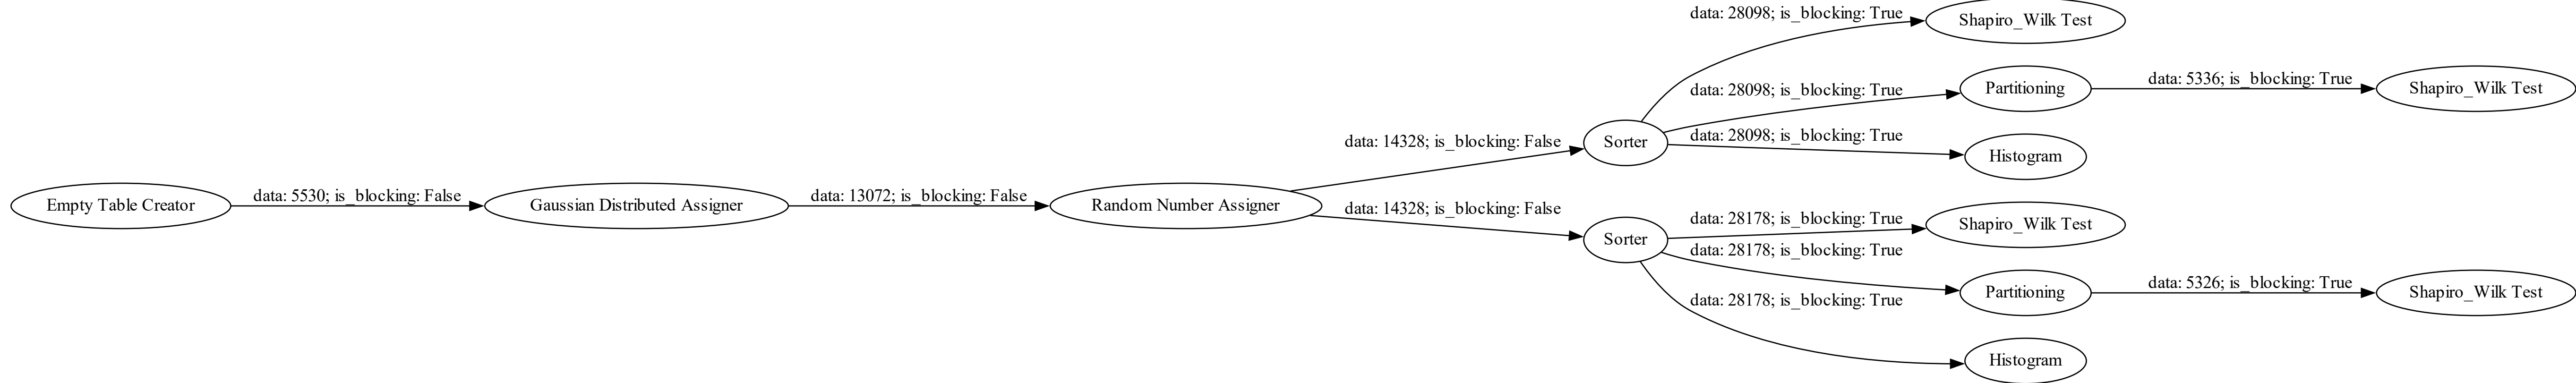 data: 28098; is_blocking: True
Shapiro_Wilk Test
data: 28098; is_blocking: True
Partitioning
data: 5336; is_blocking: True
Shapiro_Wilk Test
data: 14328; is_blocking: False
Sorter
data: 28098; is_blocking: True
Histogram
Empty Table Creator
data: 5530; is_blocking: False
Gaussian Distributed Assigner
data: 13072; is_blocking: False
Random Number Assigner
data: 14328; is_blocking: False
Sorter
data: 28178; is_blocking: True
Shapiro_Wilk Test
data: 28178; is_blocking: True
Partitioning
data: 5326; is_blocking: True
Shapiro_Wilk Test
data: 28178; is_blocking: True
Histogram